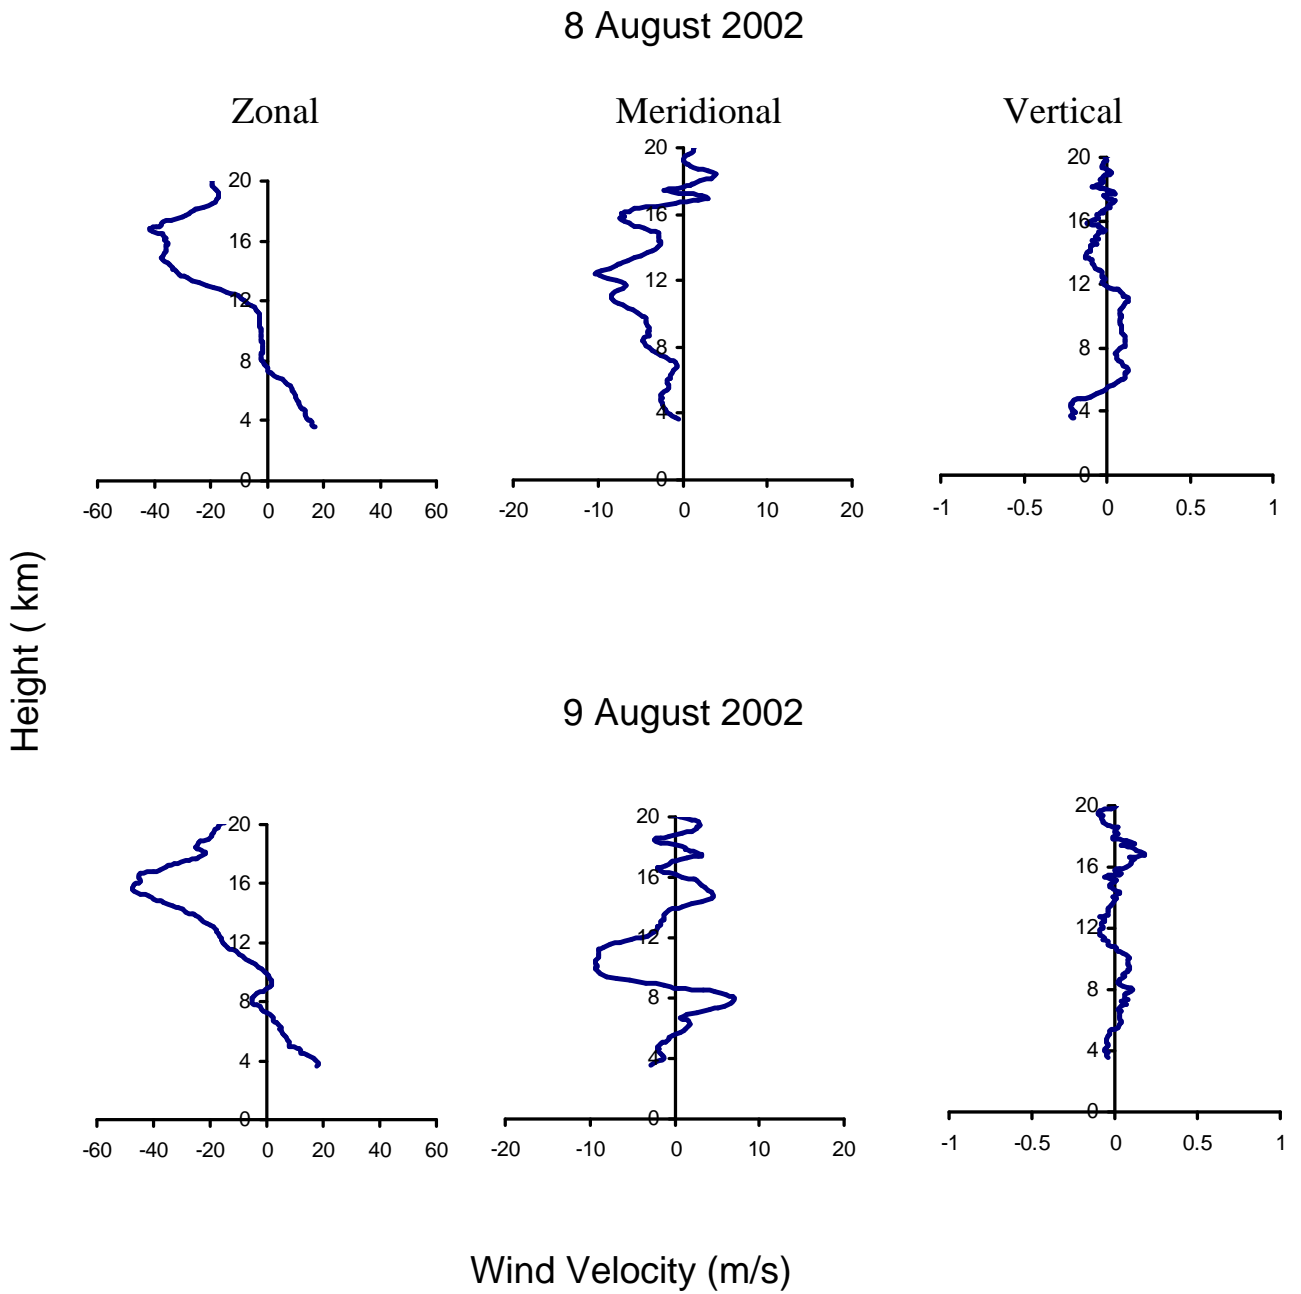 8 August 2002
Zonal Meridional Vertical
20 20 20
16 16 16
12 12 12
8 8 8
4 4 4
0 0 0
-60 -40 -20 0 20 40 60 -20 -10 0 10 20 -1 -0.5 0 0.5 1
Height ( km)
9 August 2002
20 20 20
16 16 16
12 12 12
8 8 8
4 4 4
0 0 0
-60 -40 -20 0 20 40 60 -20 -10 0 10 20 -1 -0.5 0 0.5 1
Wind Velocity (m/s)